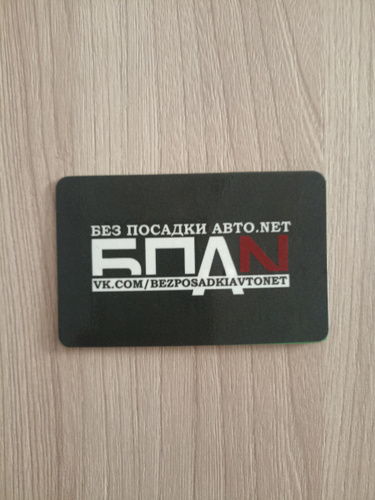 БЕЗ ПОСАДКИ АВТО.NET
БПАN
VK.COM/BEZPOSADKIAVTONET